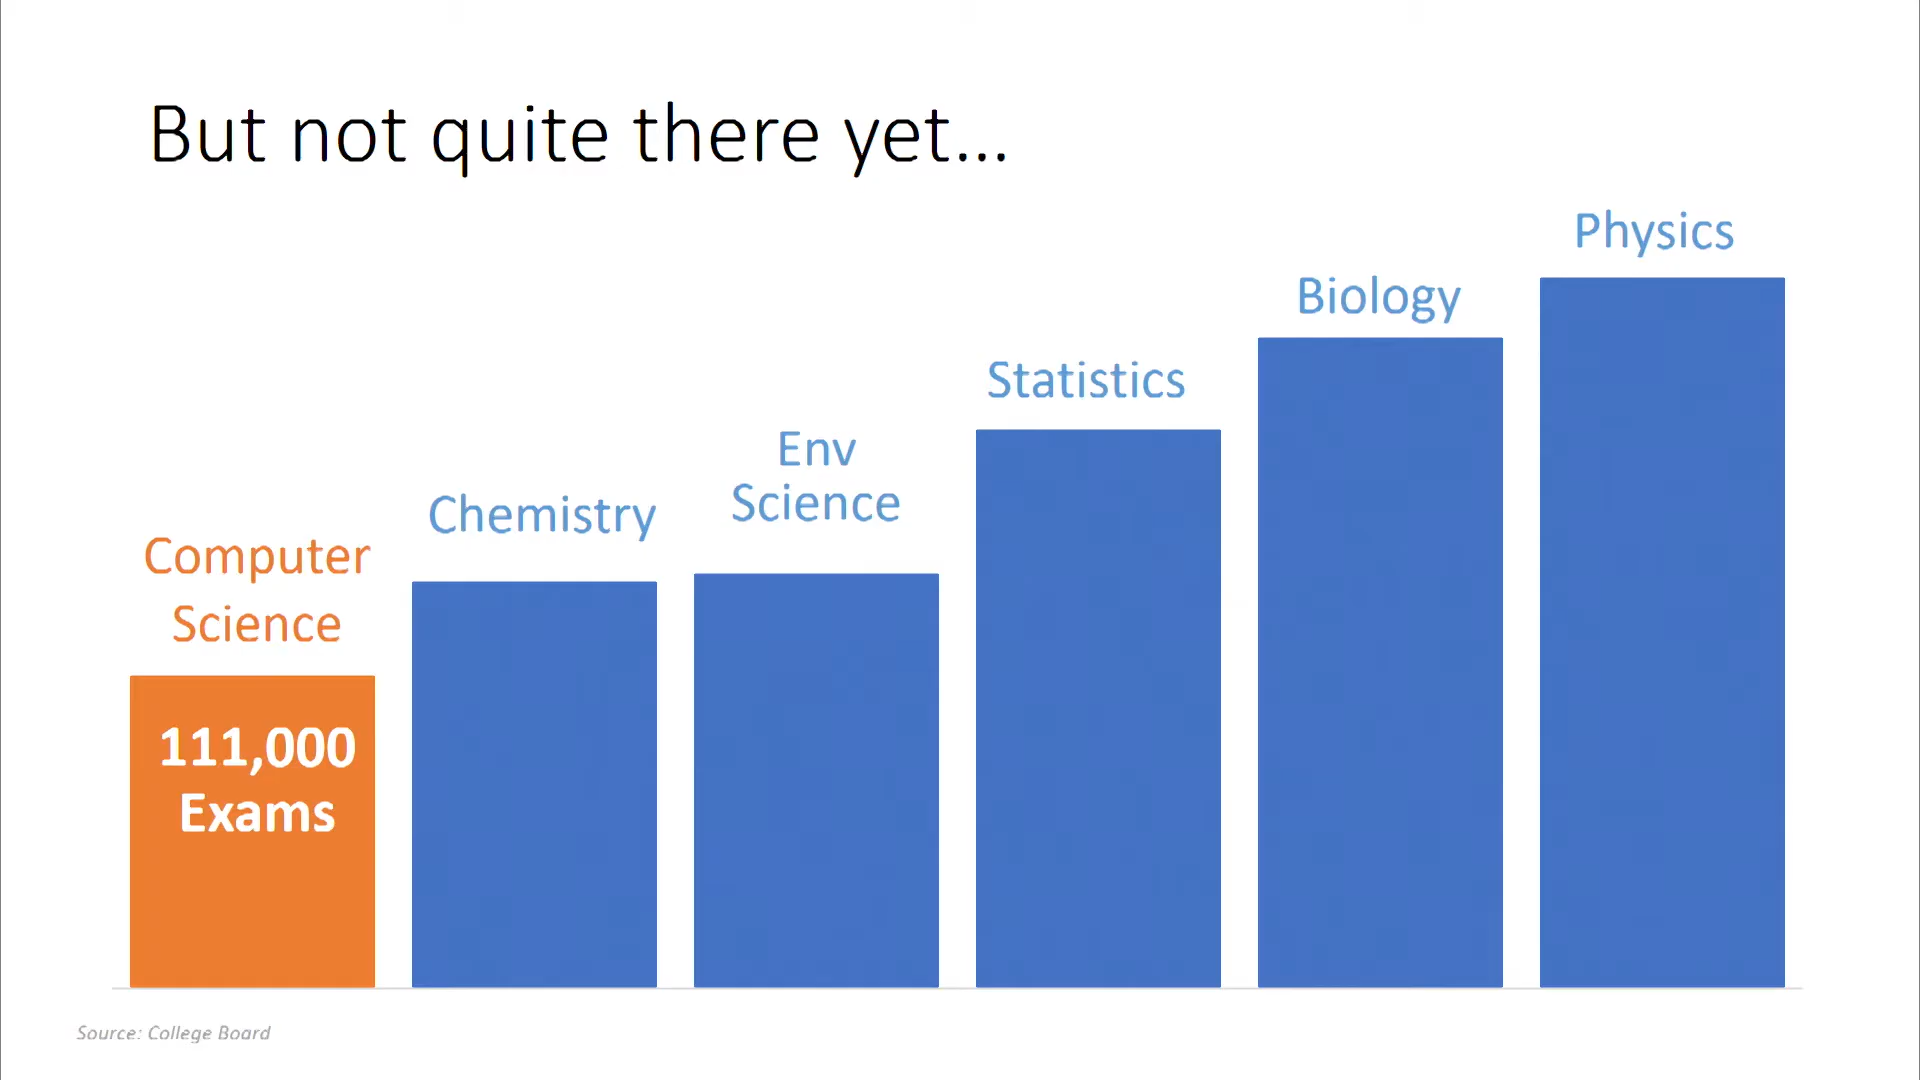 But not quite there yet...
Physics
Biology
Statistics
Env
Science
Chemistry
Computer
Science
111,000
Exams
Source: College Board